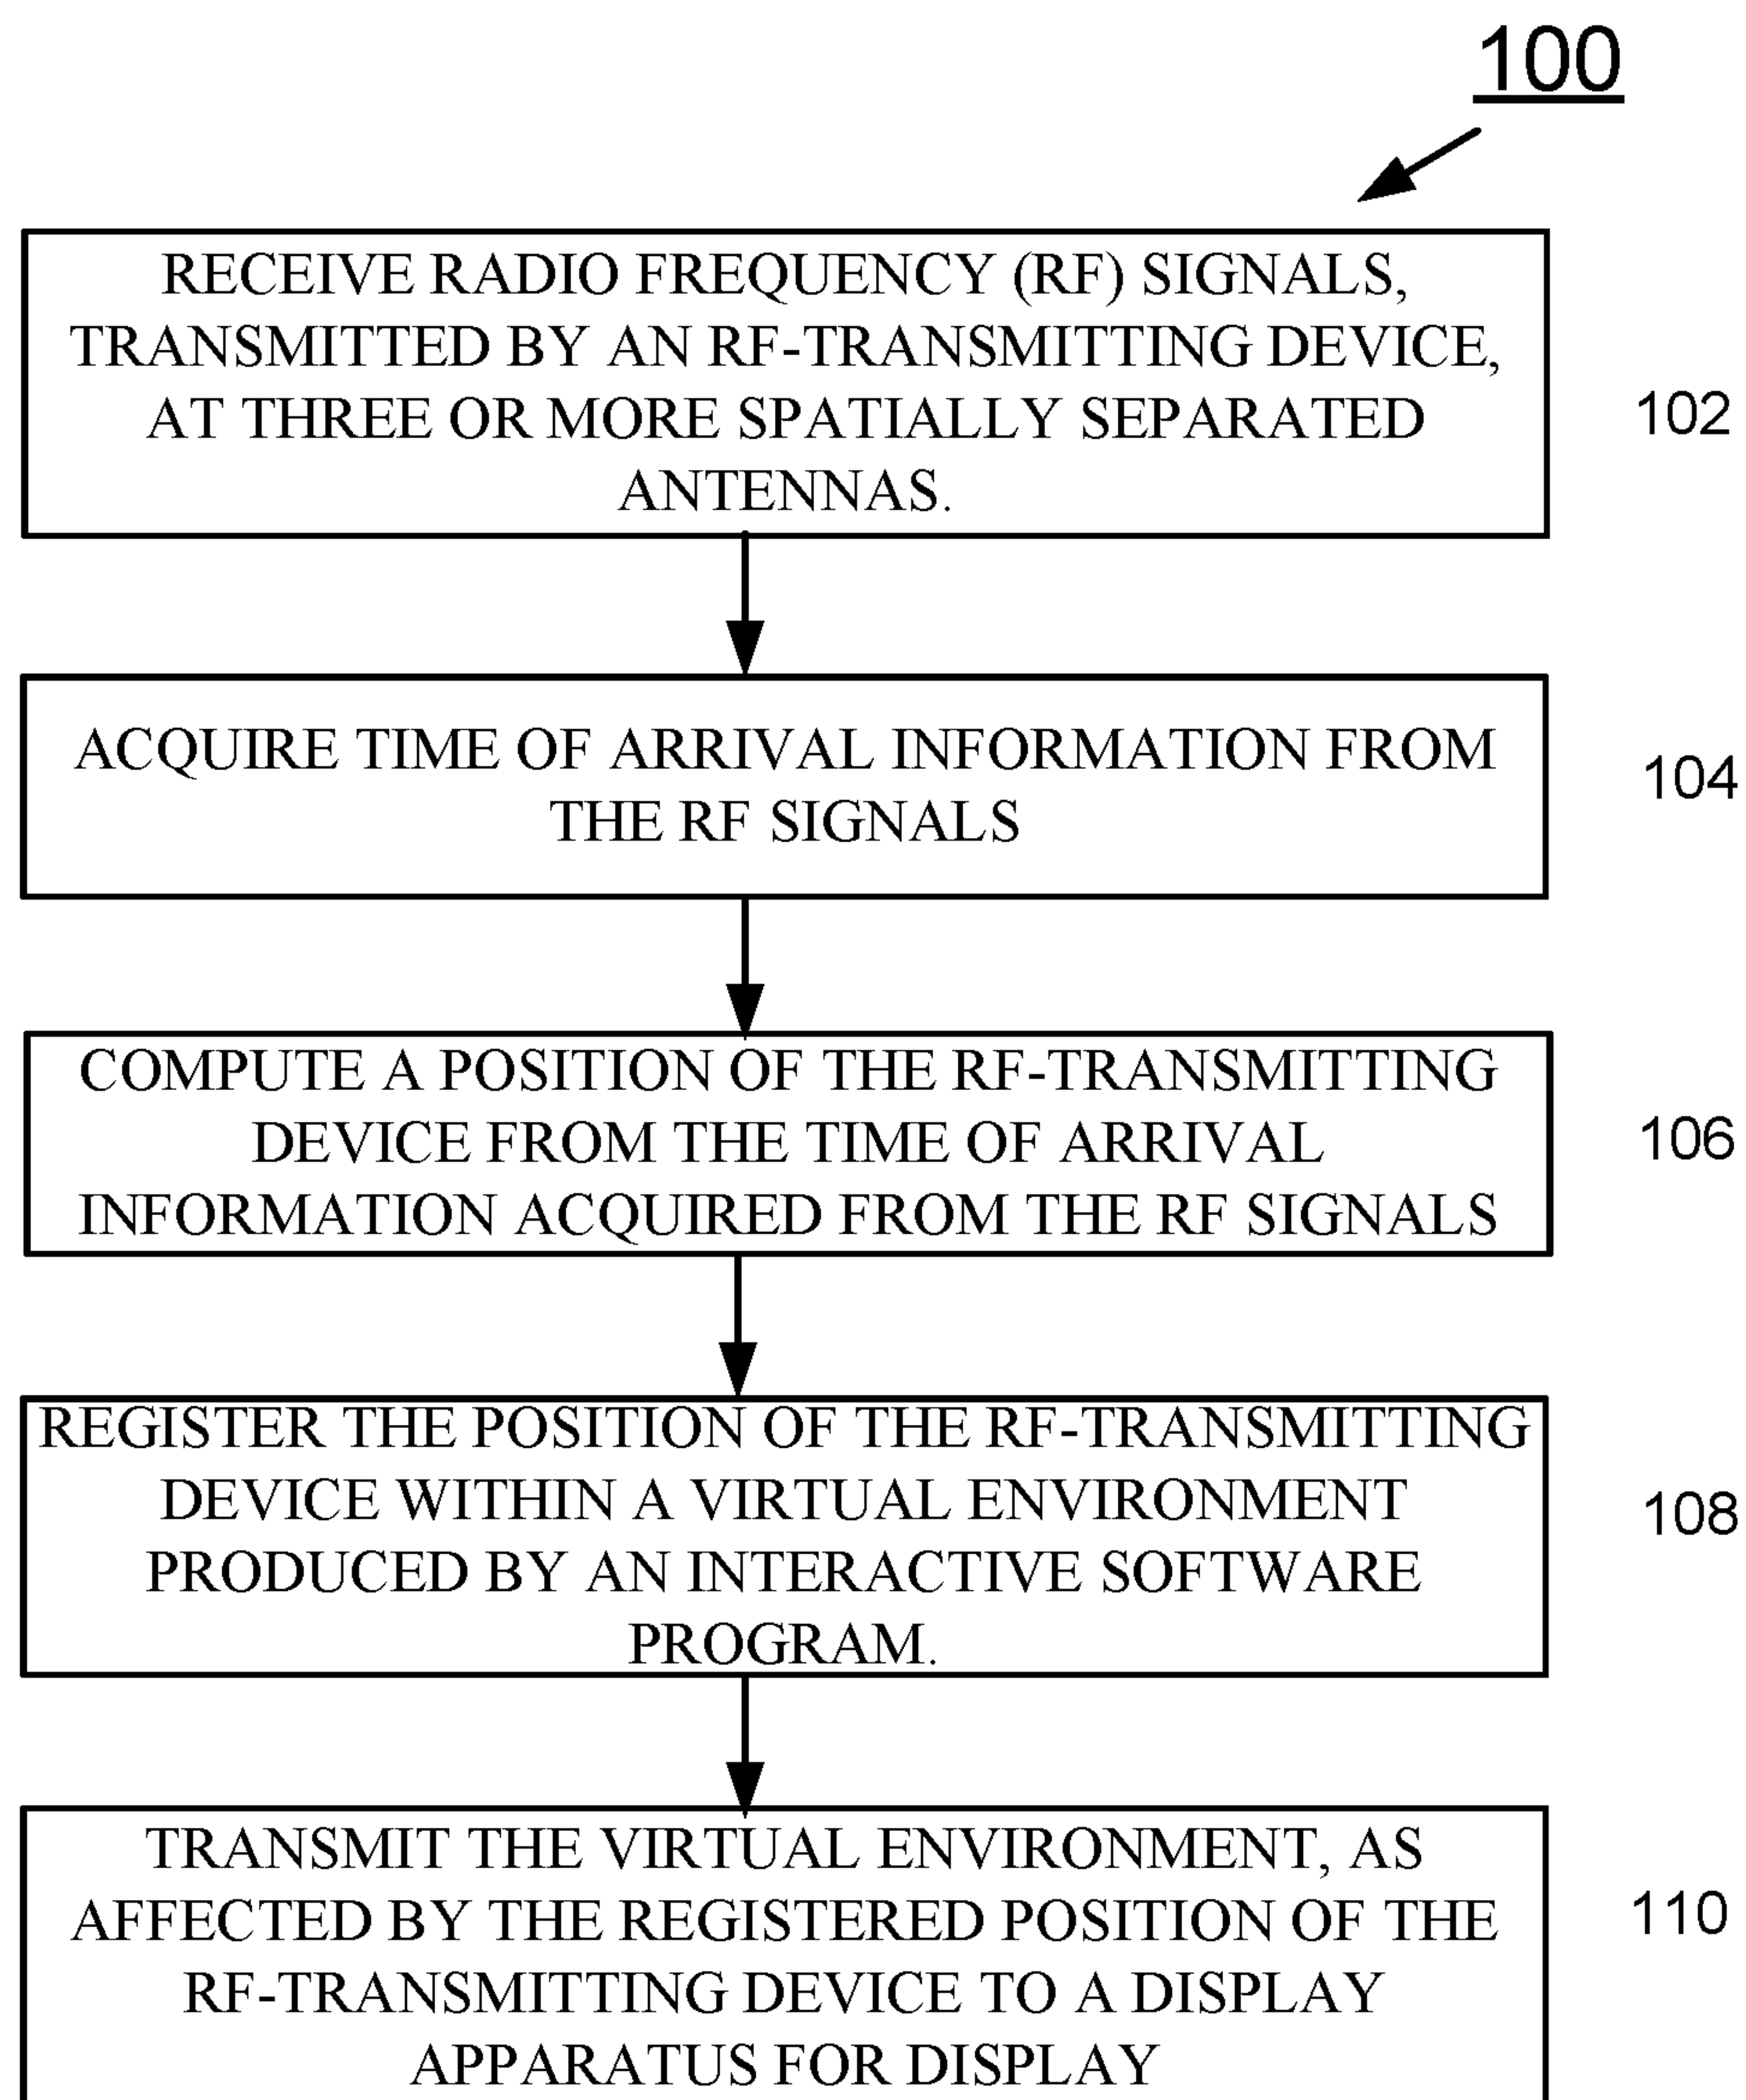 100
RECEIVE RADIO FREQUENCY (RF) SIGNALS,
TRANSMITTED BY AN RF-TRANSMITTING DEVICE,
AT THREE OR MORE SPATIALLY SEPARATED
ANTENNAS.
102
ACQUIRE TIME OF ARRIVAL INFORMATION FROM
THE RF SIGNALS
104
COMPUTE A POSITION OF THE RF-TRANSMITTING
DEVICE FROM THE TIME OF ARRIVAL
INFORMATION ACQUIRED FROM THE RF SIGNALS
106
REGISTER THE POSITION OF THE RF-TRANSMITTING
DEVICE WITHIN A VIRTUAL ENVIRONMENT
PRODUCED BY AN INTERACTIVE SOFTWARE
PROGRAM.
108
TRANSMIT THE VIRTUAL ENVIRONMENT, AS
AFFECTED BY THE REGISTERED POSITION OF THE
RF-TRANSMITTING DEVICE TO A DISPLAY
APPARATUS FOR DISPLAY
110